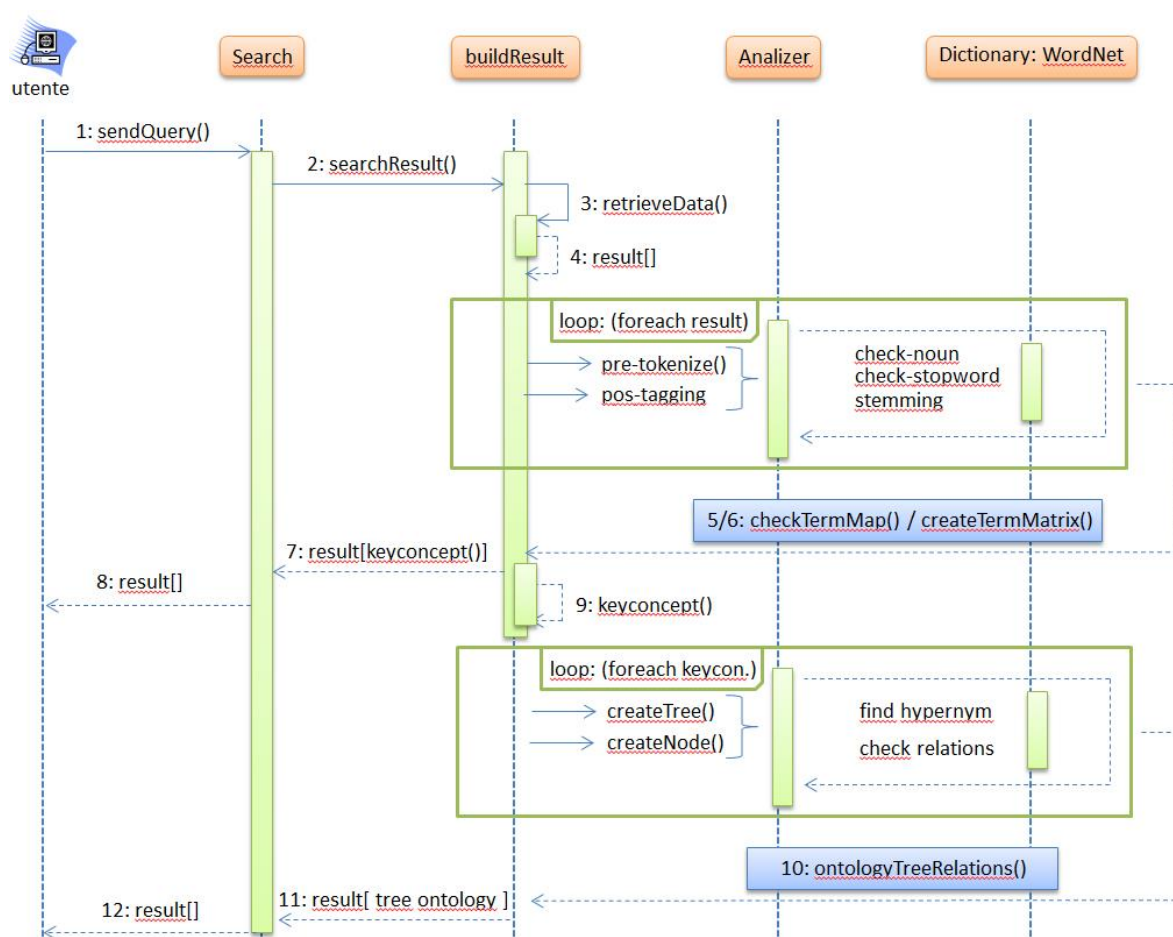 utente
Search
buildResult
Analizer
Dictionary: WordNet
1: sendQuery()
2: searchResult()
3: retrieveData()
4: result[]
loop: (foreach result)
pre-tokenize()
pos-tagging
check-noun
check-stopword
stemming
5/6: checkTermMap() / createTermMatrix()
7: result[keyconcept()]
8: result[]
9: keyconcept()
loop: (foreach keycon.)
createTree()
createNode()
find hypernym
check relations
10: ontologyTreeRelations()
11: result[ tree ontology ]
12: result[]